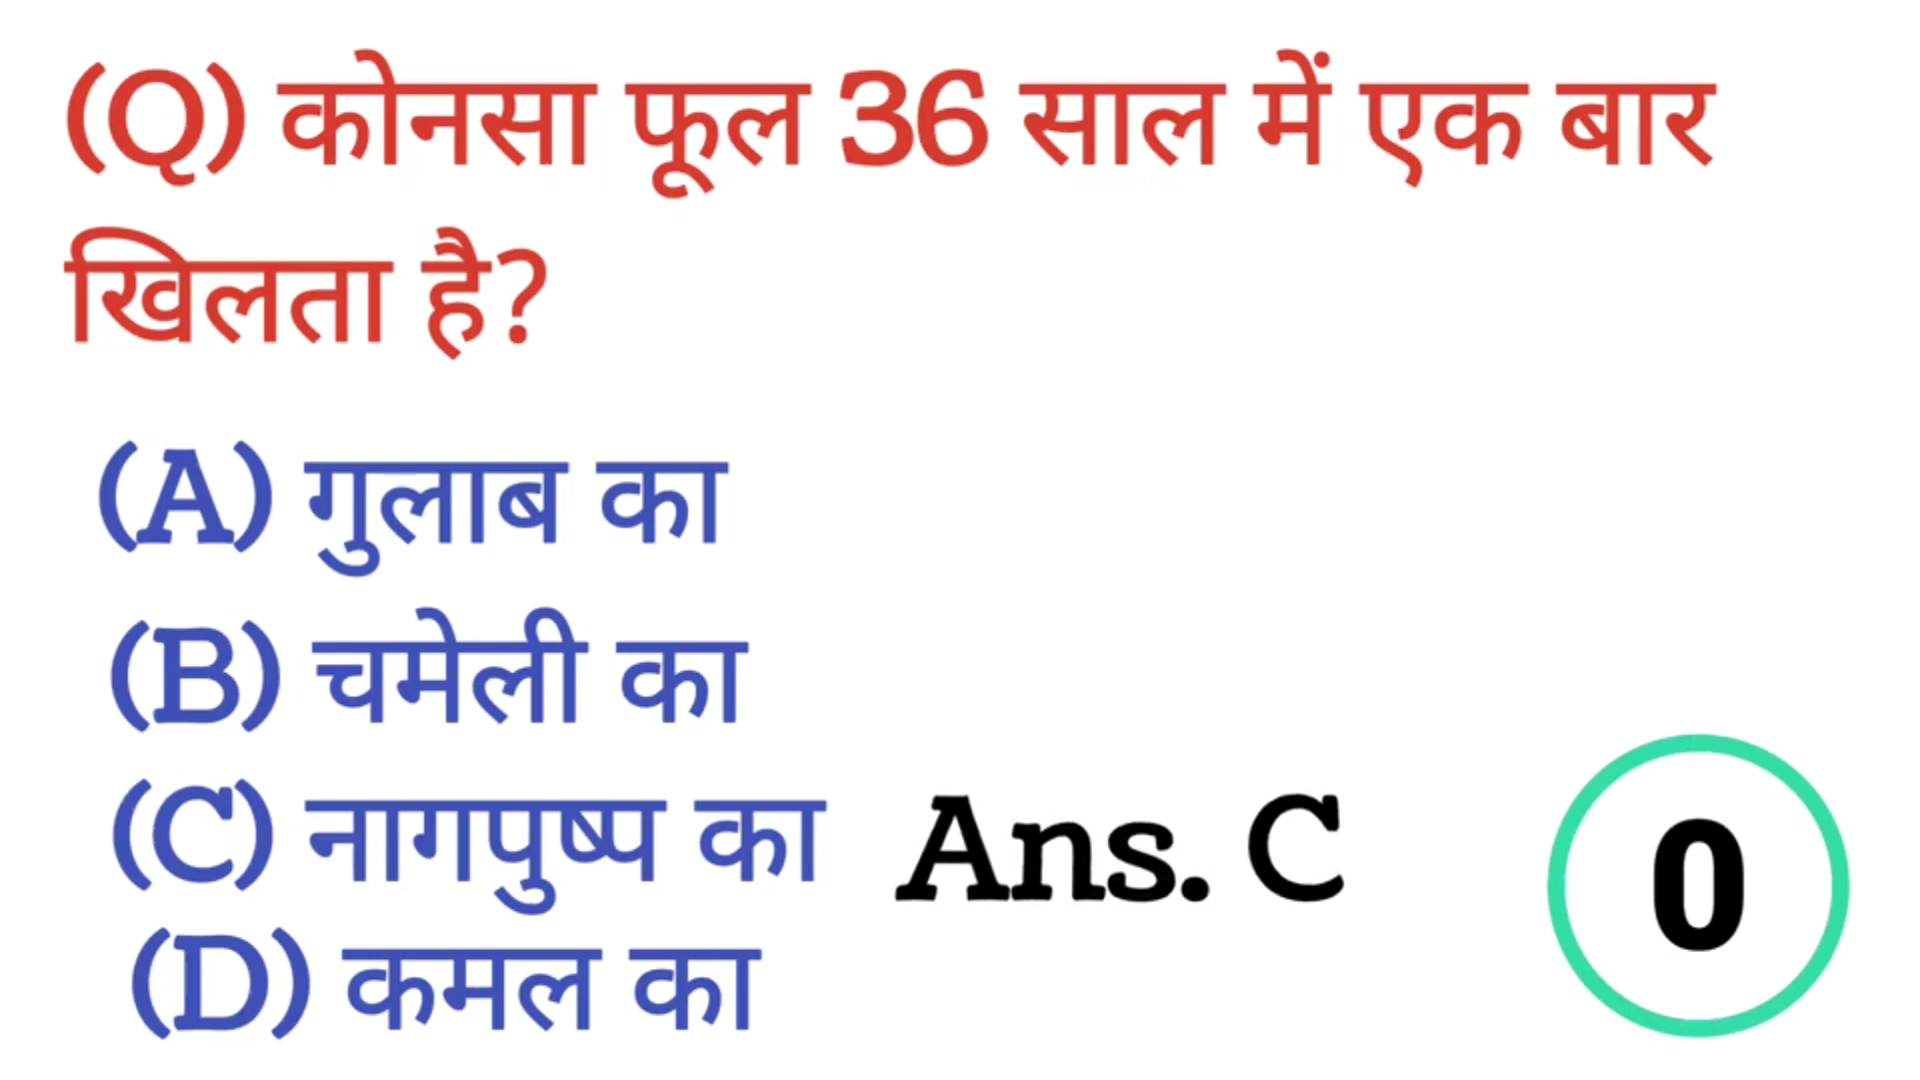 (Q) कोनसा फूल 36 साल में एक बार
खिलता है?
(A) गुलाब का
(B) चमेली का
(C) नागपुष्प का Ans. C
0
(D) कमल का